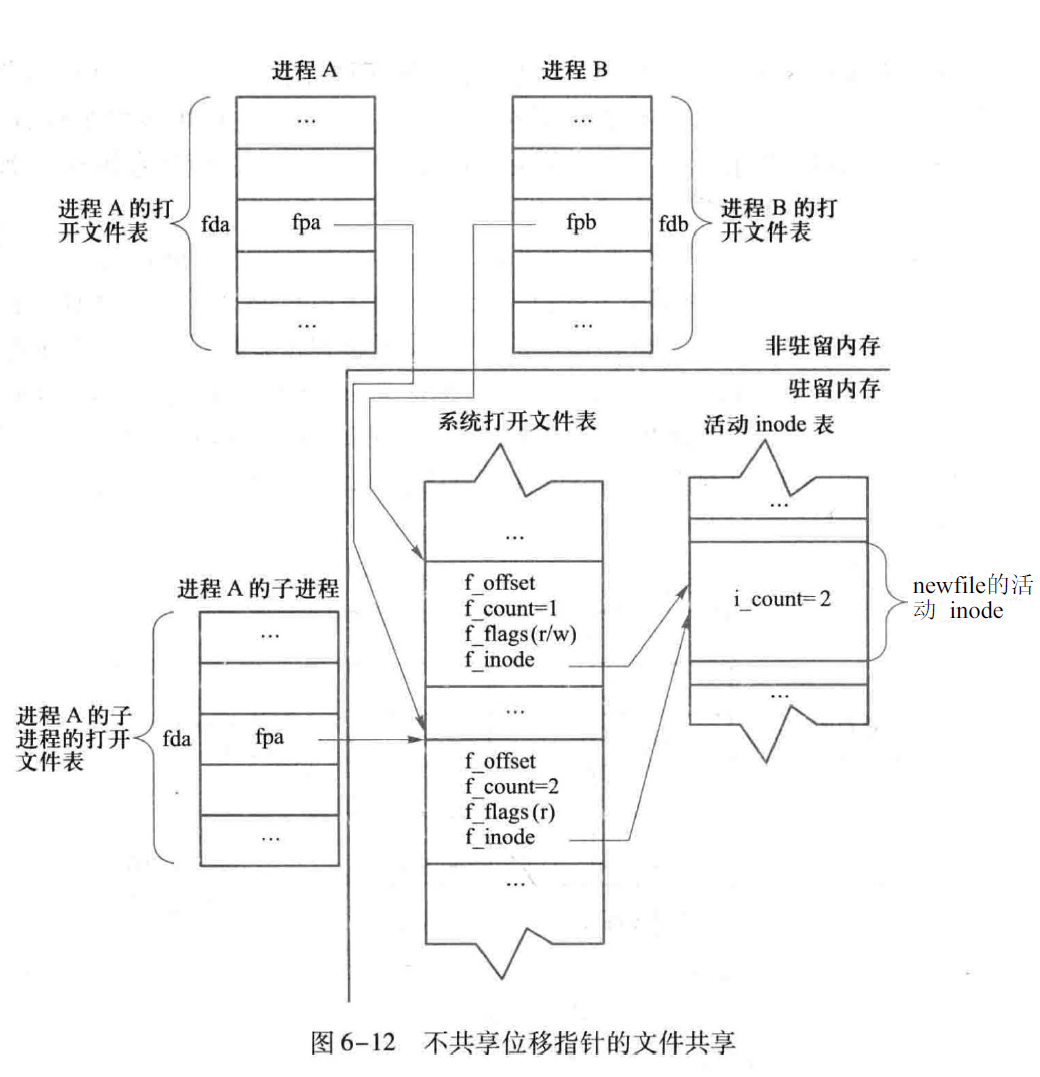 进程 A
进程 B
...
...
进程 A 的打
开文件表
fda
fpa
fpb
fdb
进程 B 的打
开文件表
...
...
非驻留内存
驻留内存
系统打开文件表
活动 inode 表
...
...
f_offset
f_count=1
f_flags(r/w)
f_inode
i_count=2
newfile的活
动 inode
...
...
进程 A 的子进程
...
进程 A 的子
进程的打开
文件表
fda
fpa
...
f_offset
f_count=2
f_flags(r)
f_inode
...
图 6-12 不共享位移指针的文件共享